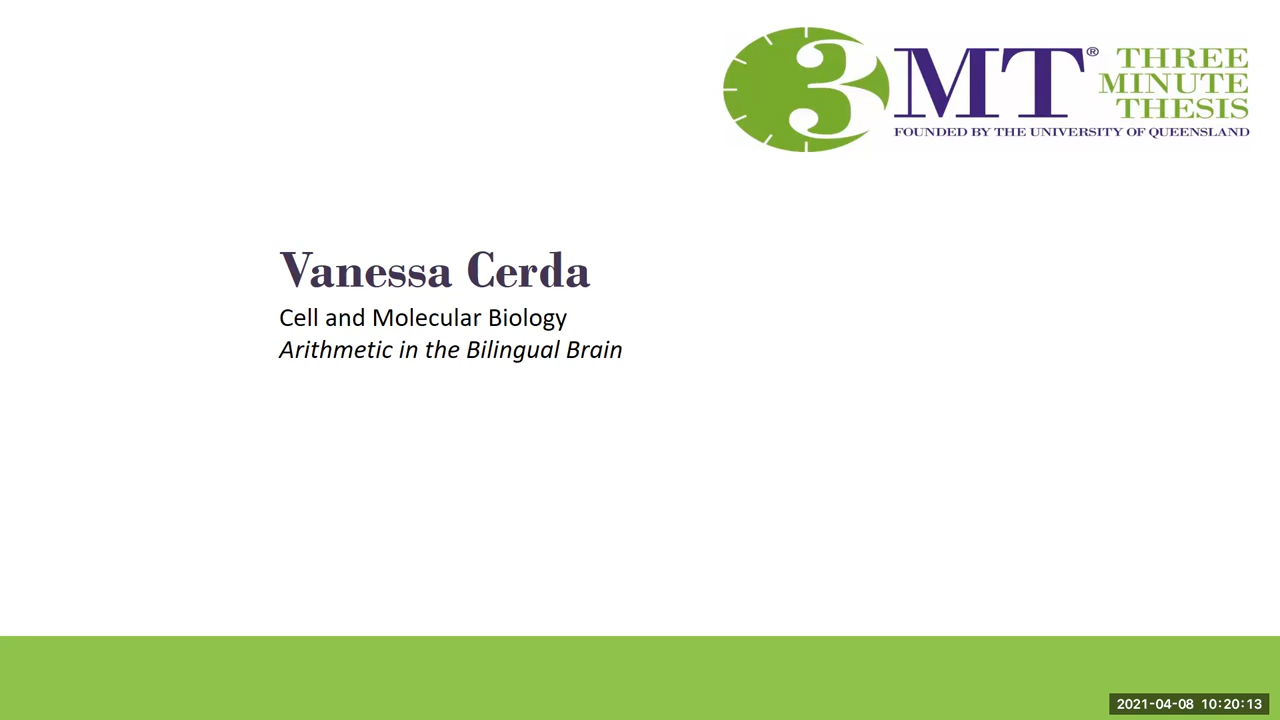 3MT® THREE
MINUTE
THESIS
FOUNDED BY THE UNIVERSITY OF QUEENSLAND
Vanessa Cerda
Cell and Molecular Biology
Arithmetic in the Bilingual Brain
2021-04-08 10:20:13